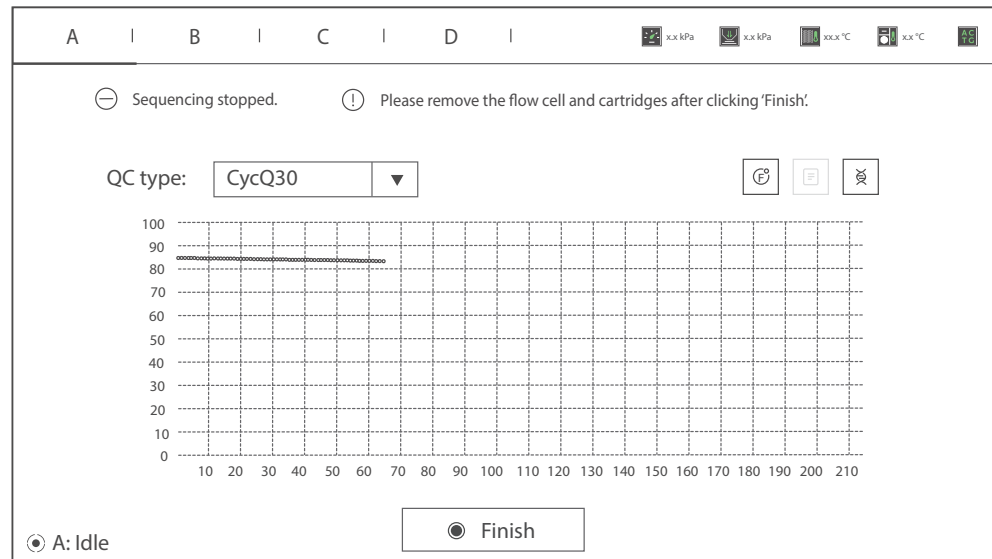 A | B | C | D | x.x kPa x.x kPa xx.x °C x.x °C AC TG
Sequencing stopped. Please remove the flow cell and cartridges after clicking 'Finish'.
QC type: CycQ30
100
90
80
70
60
50
40
30
20
10
0
10 20 30 40 50 60 70 80 90 100 110 120 130 140 150 160 170 180 190 200 210
Finish
A: Idle